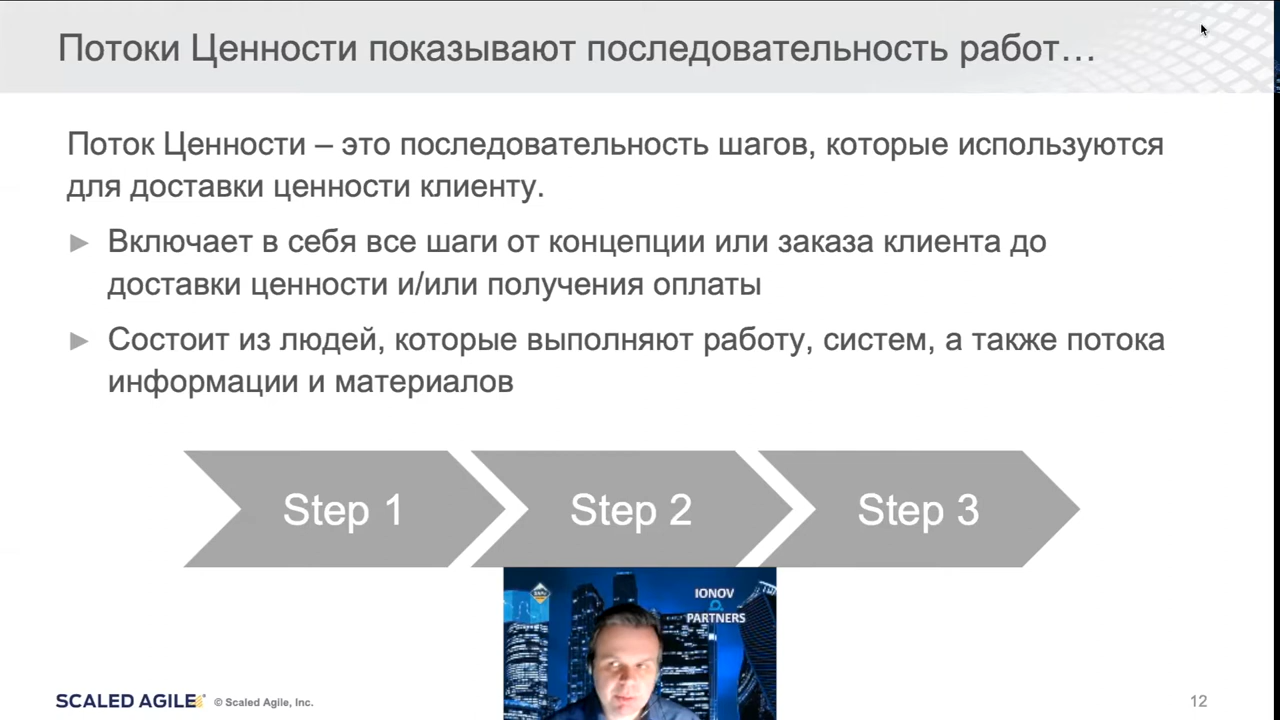 Потоки Ценности показывают последовательность работ…
Поток Ценности – это последовательность шагов, которые используются
для доставки ценности клиенту.
► Включает в себя все шаги от концепции или заказа клиента до
доставки ценности и/или получения оплаты
► Состоит из людей, которые выполняют работу, систем, а также потока
информации и материалов
Step 1
Step 2
Step 3
IONOV
PARTNERS
SCALED AGILE
© Scaled Agile, Inc.
12